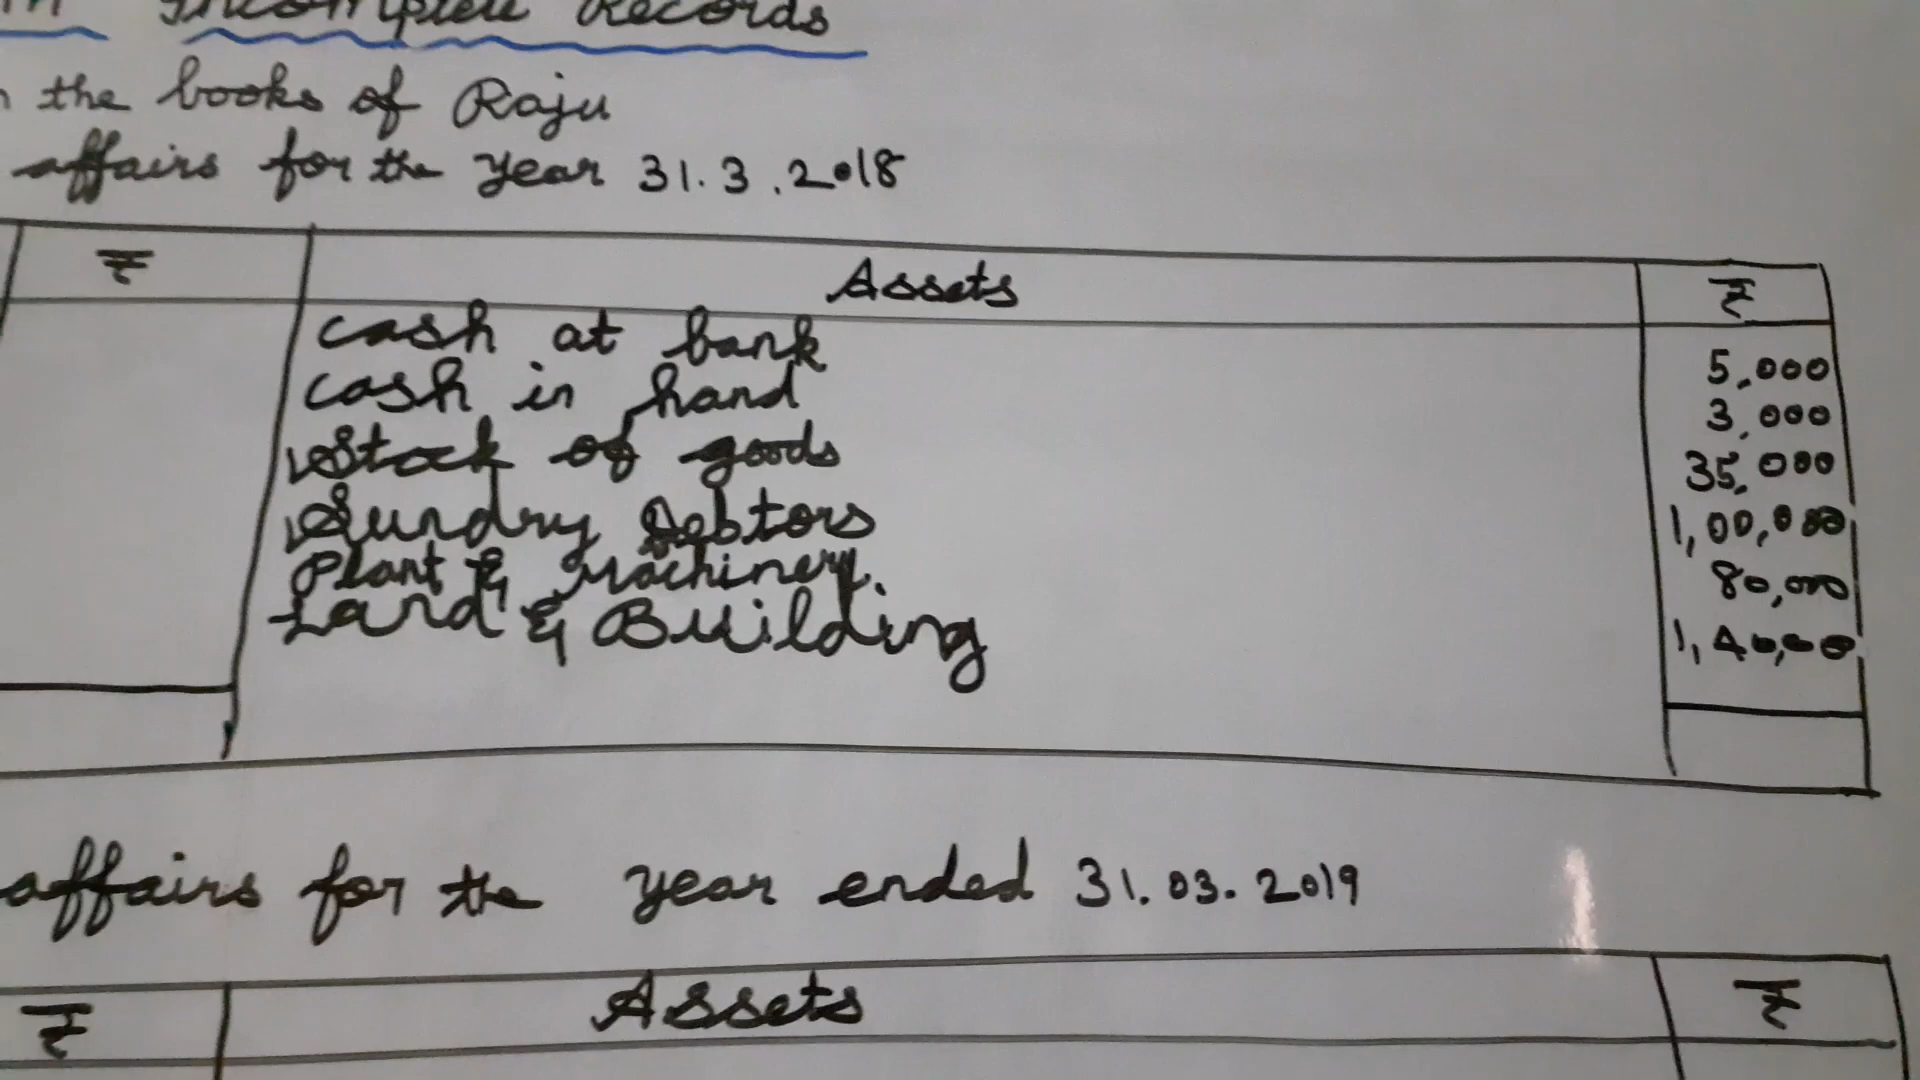 Incomplete Records
the books of Raju
affairs for the year 31.3.2018
₹ Assets ₹
cash at bank 5,000
cash in hand 3,000
Stock of goods 35,000
Sundry Debtors 1,00,000
Plant & Machinery. 80,000
Land & Building 1,40,000
affairs for the year ended 31.03.2019
₹ Assets ₹